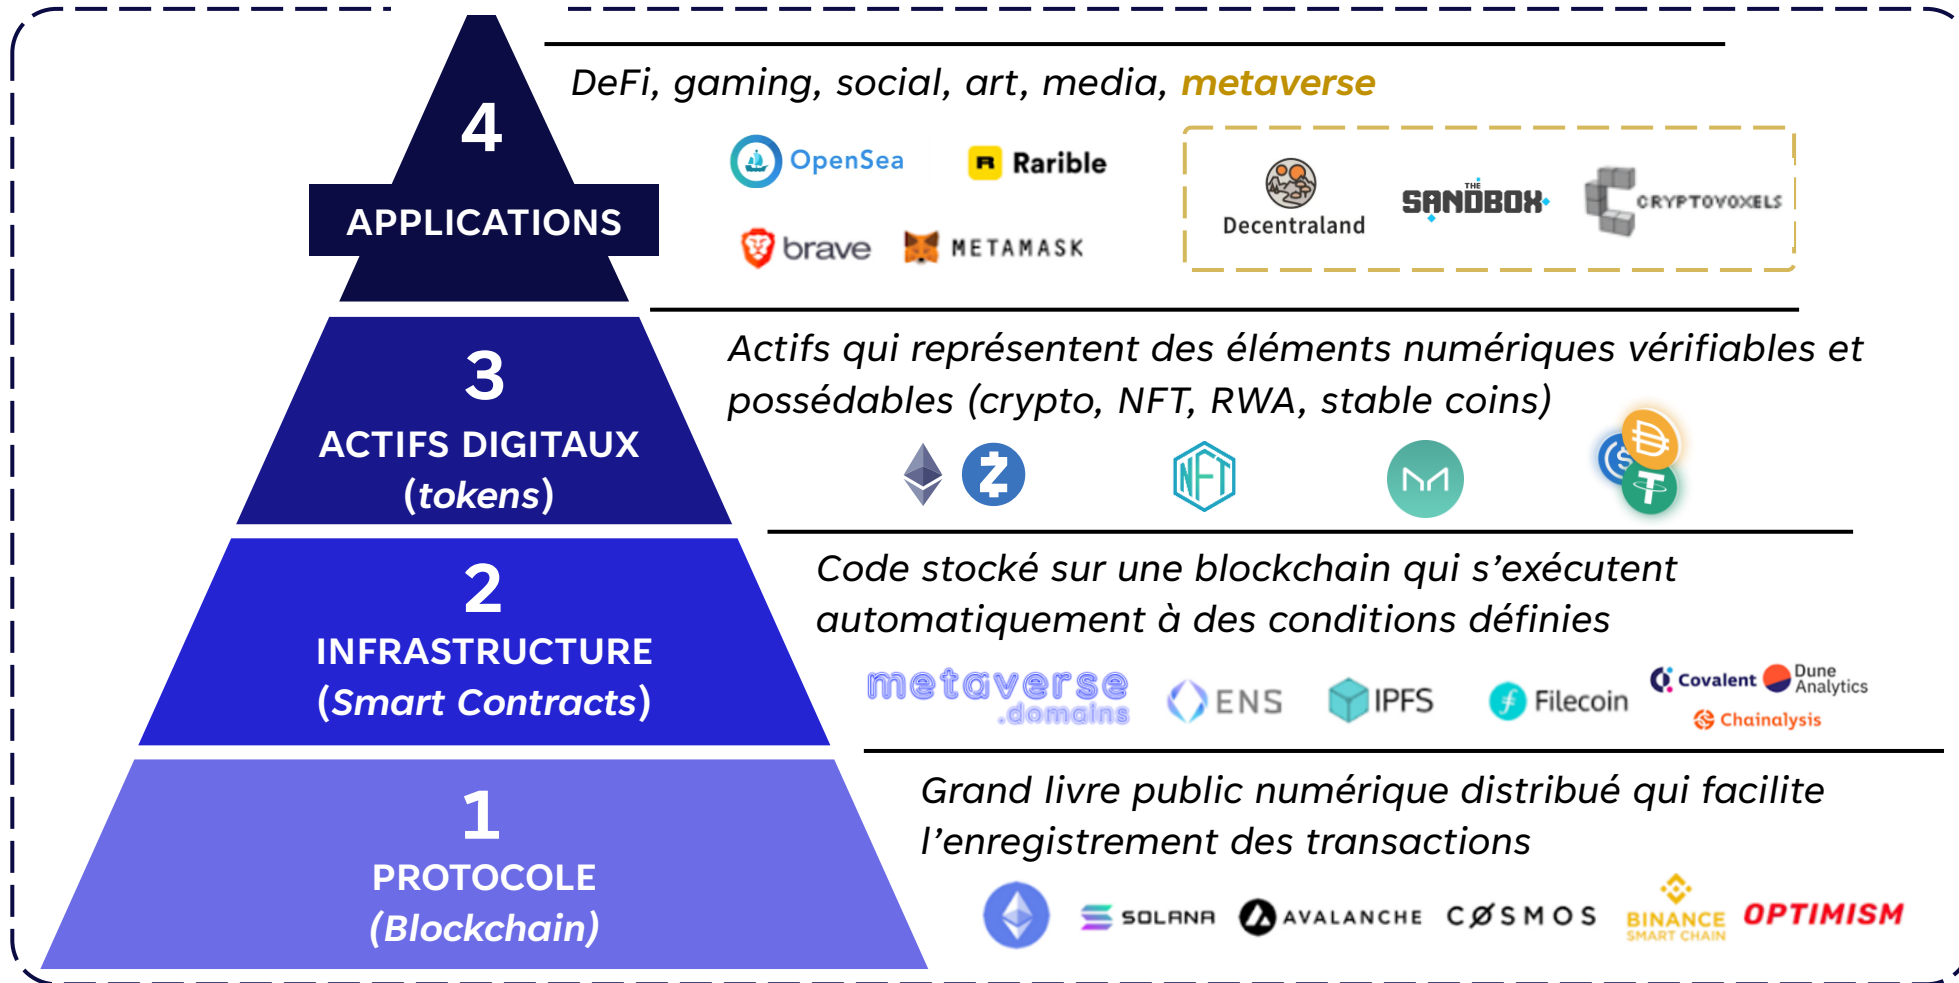 4
APPLICATIONS
DeFi, gaming, social, art, media, metaverse
OpenSea
R Rarible
brave
METAMASK
Decentraland
THE
SANDBOX
CRYPTOVOXELS
3
ACTIFS DIGITAUX
(tokens)
Actifs qui représentent des éléments numériques vérifiables et
possédables (crypto, NFT, RWA, stable coins)
NFT
2
INFRASTRUCTURE
(Smart Contracts)
Code stocké sur une blockchain qui s’exécutent
automatiquement à des conditions définies
metaverse
.domains
ENS
IPFS
Filecoin
Covalent
Dune
Analytics
Chainalysis
1
PROTOCOLE
(Blockchain)
Grand livre public numérique distribué qui facilite
l’enregistrement des transactions
SOLANA
AVALANCHE
CØSMOS
BINANCE
SMART CHAIN
OPTIMISM